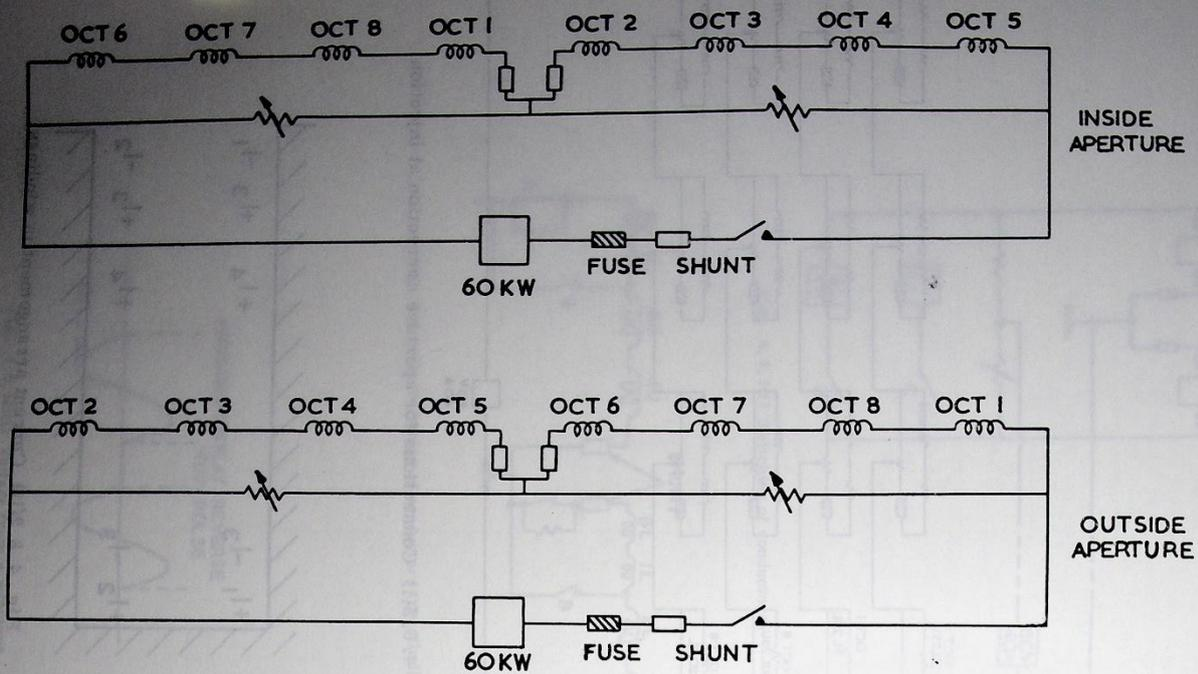 OCT 6 OCT 7 OCT 8 OCT 1 OCT 2 OCT 3 OCT 4 OCT 5
INSIDE
APERTURE
FUSE SHUNT
60 KW
OCT 2 OCT 3 OCT 4 OCT 5 OCT 6 OCT 7 OCT 8 OCT 1
OUTSIDE
APERTURE
FUSE SHUNT
60 KW